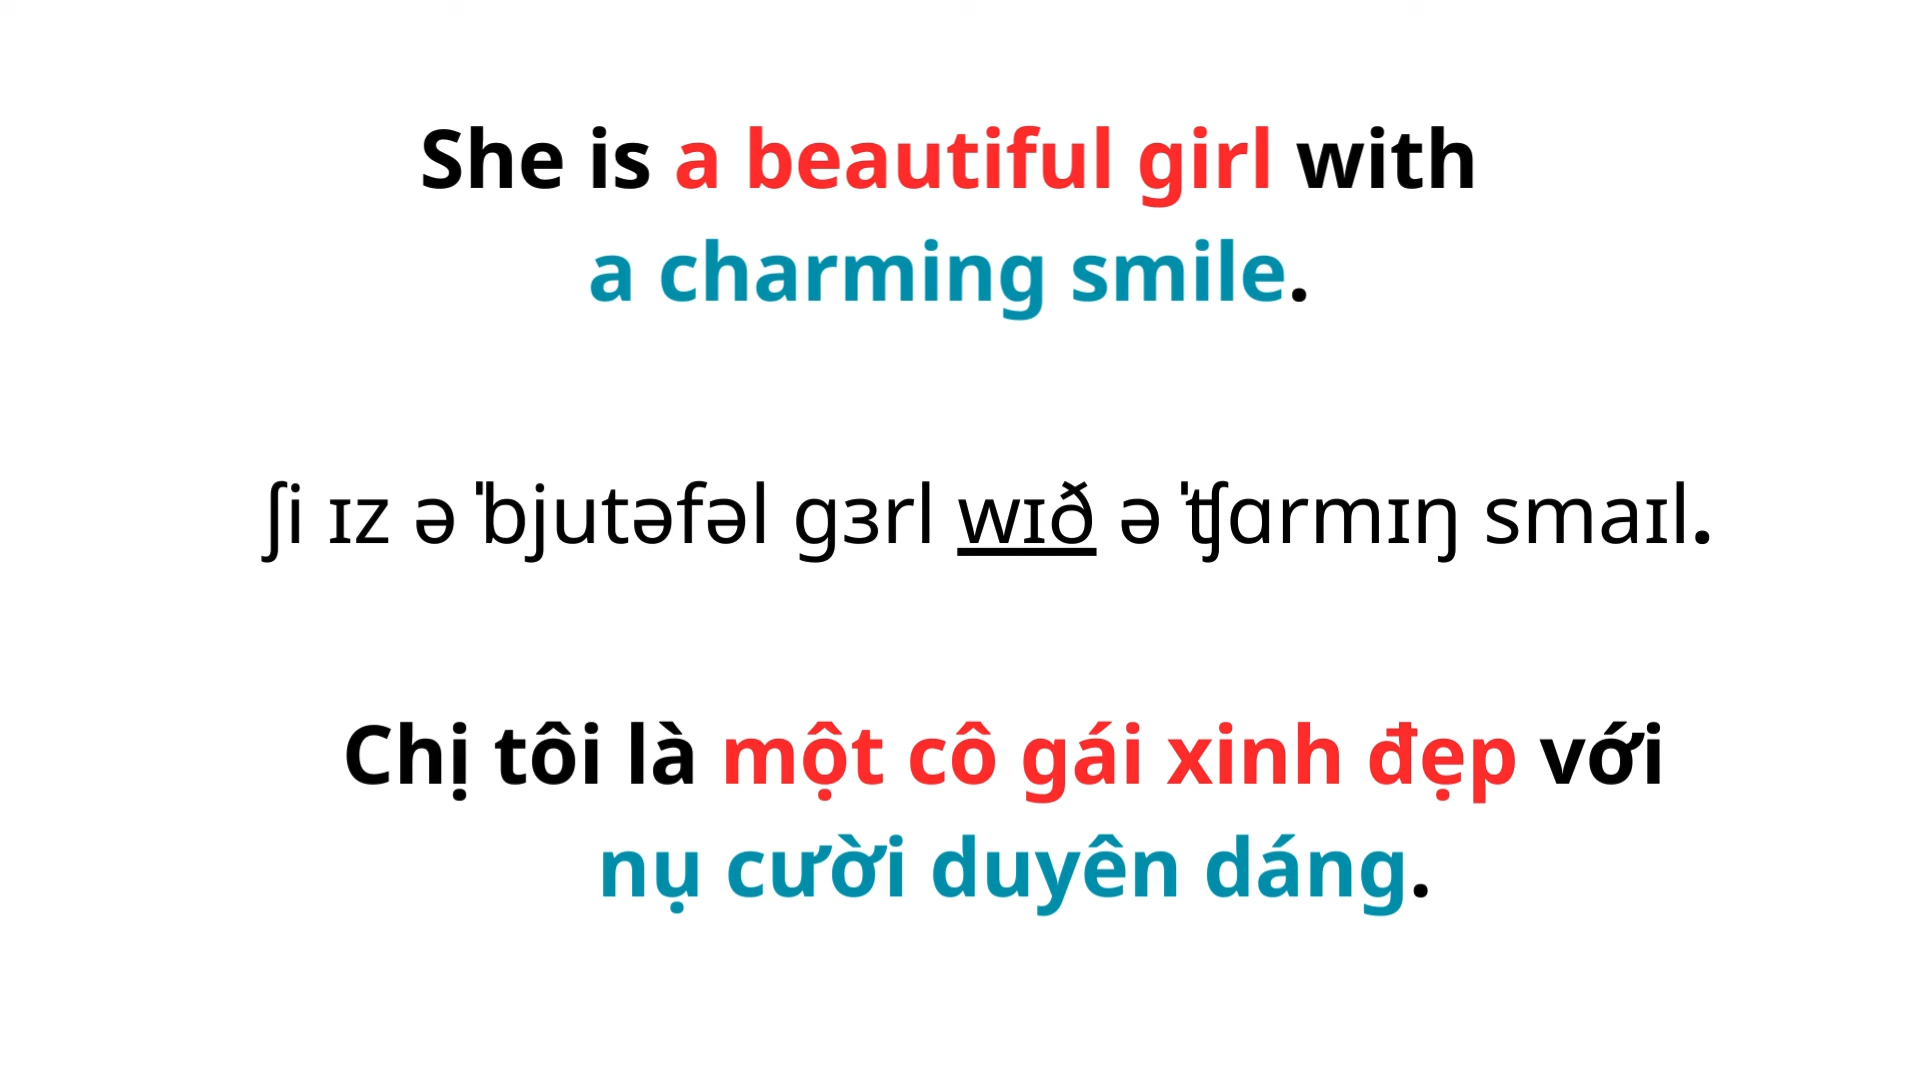 She is a beautiful girl with
a charming smile.
ʃi ɪz ə ˈbjutəfəl gɜrl wɪð ə ˈʧɑrmɪŋ smaɪl.
Chị tôi là một cô gái xinh đẹp với
nụ cười duyên dáng.